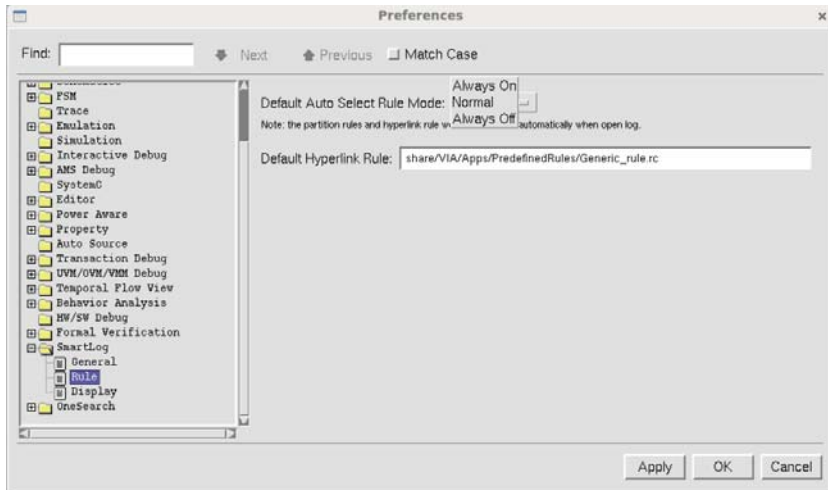 Preferences
Find:
Next
Previous
Match Case
FSM
Trace
Emulation
Simulation
Interactive Debug
AMS Debug
SystemC
Editor
Power Aware
Property
Auto Source
Transaction Debug
UVM/OVM/VMM Debug
Temporal Flow View
Behavior Analysis
HW/SW Debug
Formal Verification
SmartLog
General
Rule
Display
OneSearch
Always On
Default Auto Select Rule Mode: Normal
Always Off
Note: the partition rules and hyperlink rule automatically when open log.
Default Hyperlink Rule: share/VIA/Apps/PredefinedRules/Generic_rule.rc
Apply
OK
Cancel